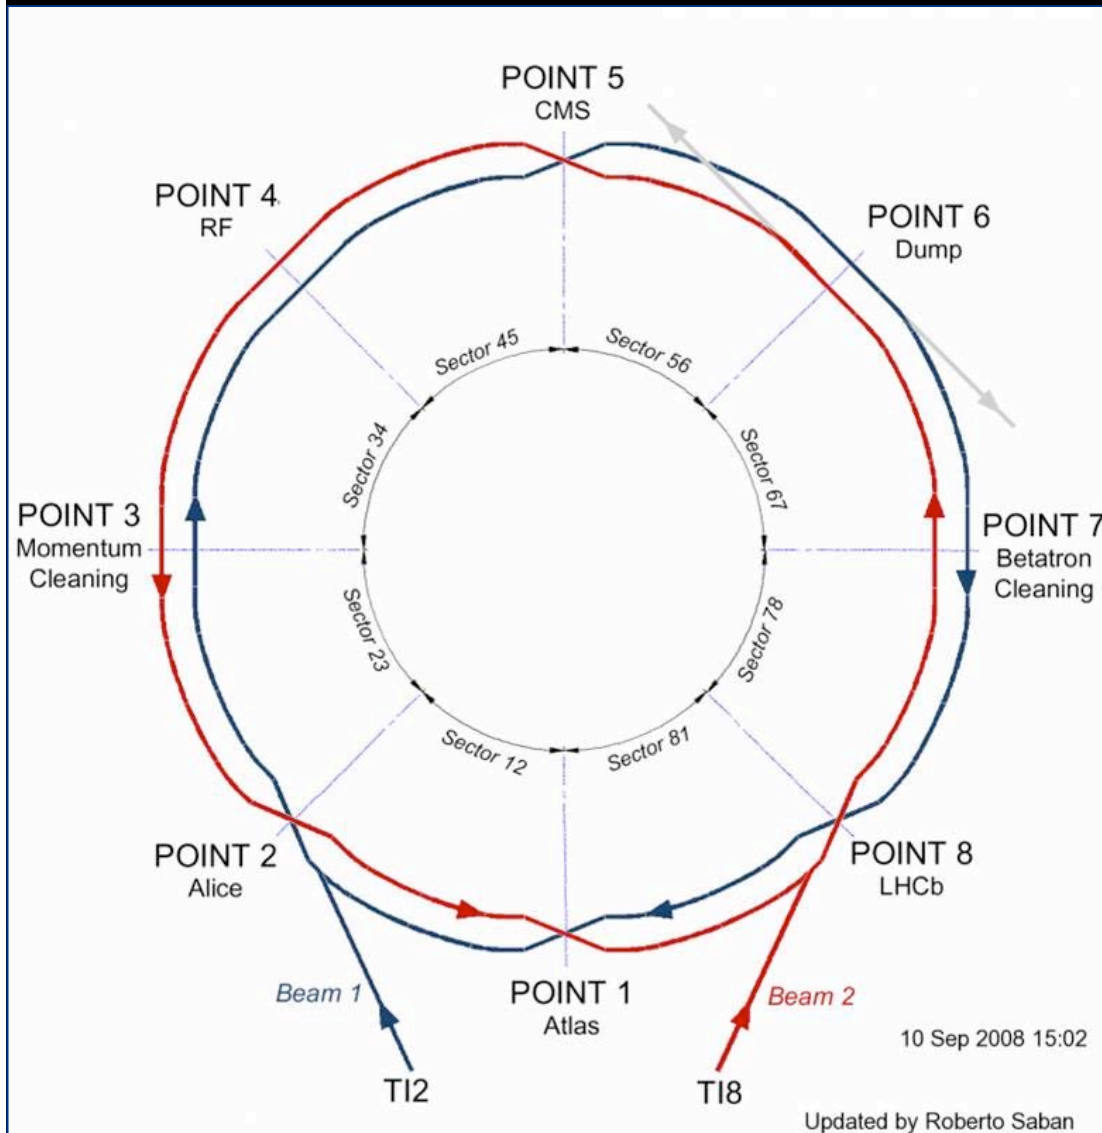 POINT 5
CMS
POINT 4
RF
POINT 6
Dump
Sector 45
Sector 56
Sector 34
Sector 67
POINT 3
Momentum
Cleaning
POINT 7
Betatron
Cleaning
Sector 23
Sector 78
Sector 12
Sector 81
POINT 2
Alice
POINT 8
LHCb
Beam 1
POINT 1
Atlas
Beam 2
10 Sep 2008 15:02
TI2
TI8
Updated by Roberto Saban